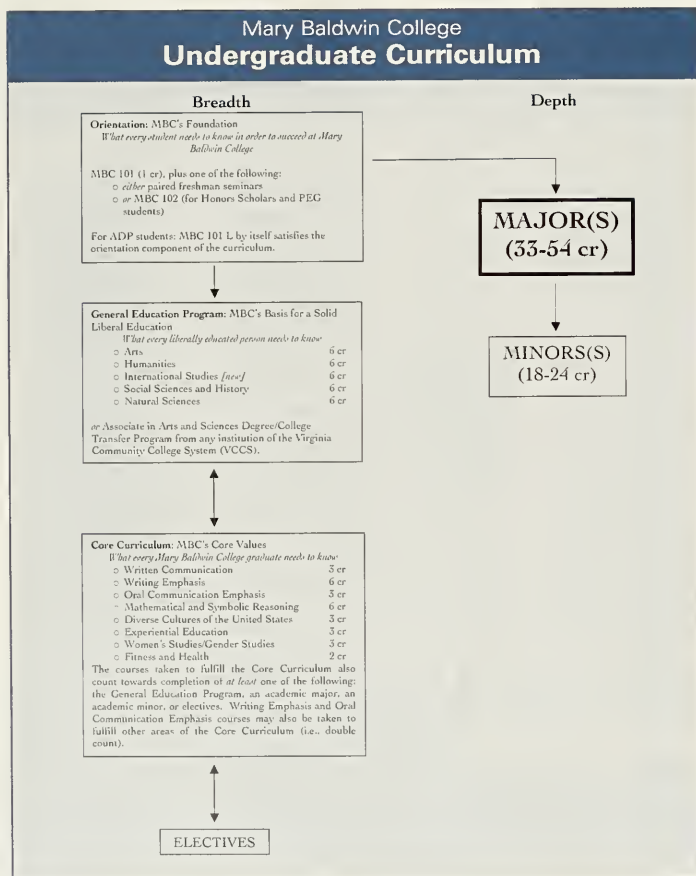 Mary Baldwin College
Undergraduate Curriculum
Breadth
Orientation: MBC's Foundation
What every student needs to know in order to succeed at Mary
Baldwin College
MBC 101 (1 cr), plus one of the following:
○ either paired freshman seminars
○ or MBC 102 (for Honors Scholars and PEG
students)
For ADP students: MBC 101 L by itself satisfies the
orientation component of the curriculum.
General Education Program: MBC's Basis for a Solid
Liberal Education
What every liberally educated person needs to know
○ Arts 6 cr
○ Humanities 6 cr
○ International Studies [new] 6 cr
○ Social Sciences and History 6 cr
○ Natural Sciences 6 cr
or Associate in Arts and Sciences Degree/College
Transfer Program from any institution of the Virginia
Community College System (VCCS).
Core Curriculum: MBC's Core Values
What every Mary Baldwin College graduate needs to know
○ Written Communication 3 cr
○ Writing Emphasis 6 cr
○ Oral Communication Emphasis 3 cr
○ Mathematical and Symbolic Reasoning 6 cr
○ Diverse Cultures of the United States 3 cr
○ Experiential Education 3 cr
○ Women's Studies/Gender Studies 3 cr
○ Fitness and Health 2 cr
The courses taken to fulfill the Core Curriculum also
count towards completion of at least one of the following:
the General Education Program, an academic major, an
academic minor, or electives. Writing Emphasis and Oral
Communication Emphasis courses may also be taken to
fulfill other areas of the Core Curriculum (i.e., double
count).
ELECTIVES
Depth
MAJOR(S)
(33-54 cr)
MINORS(S)
(18-24 cr)